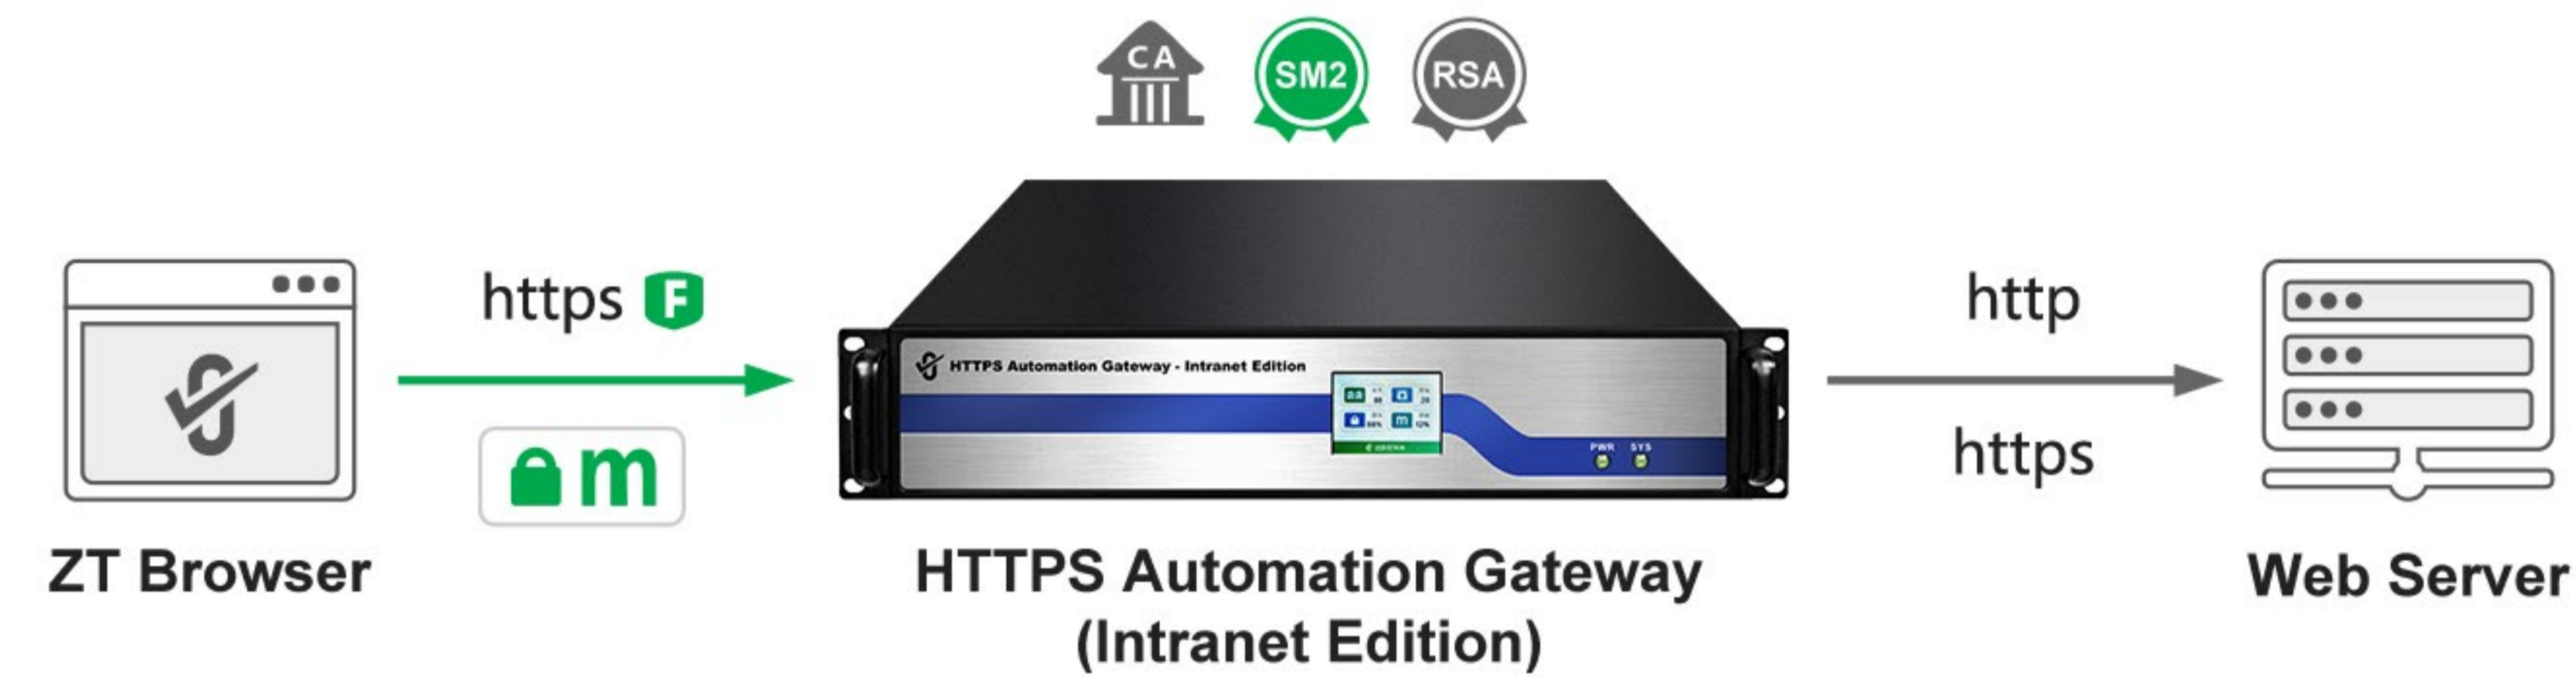 CA
SM2
RSA
https F
m
HTTPS Automation Gateway - Intranet Edition
PWR SYS
http
https
ZT Browser
HTTPS Automation Gateway
(Intranet Edition)
Web Server